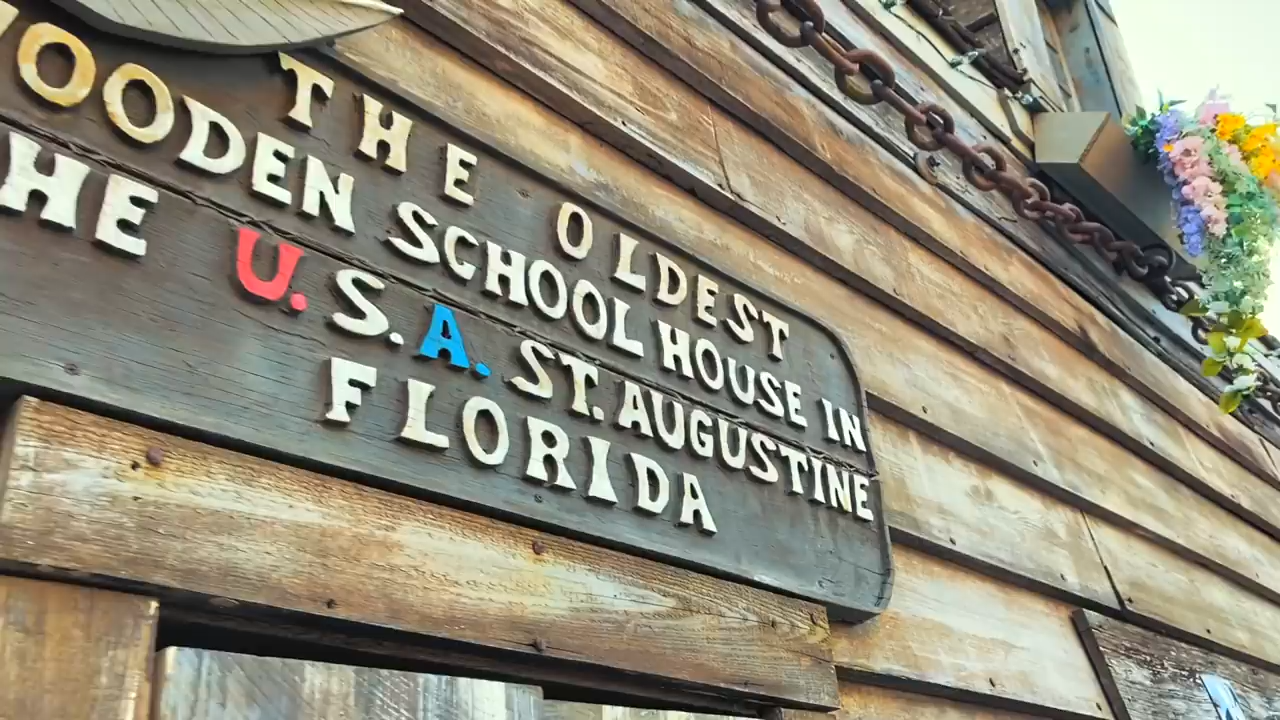 THE OLDEST
OODEN SCHOOL HOUSE IN
HE U.S.A. ST. AUGUSTINE
FLORIDA